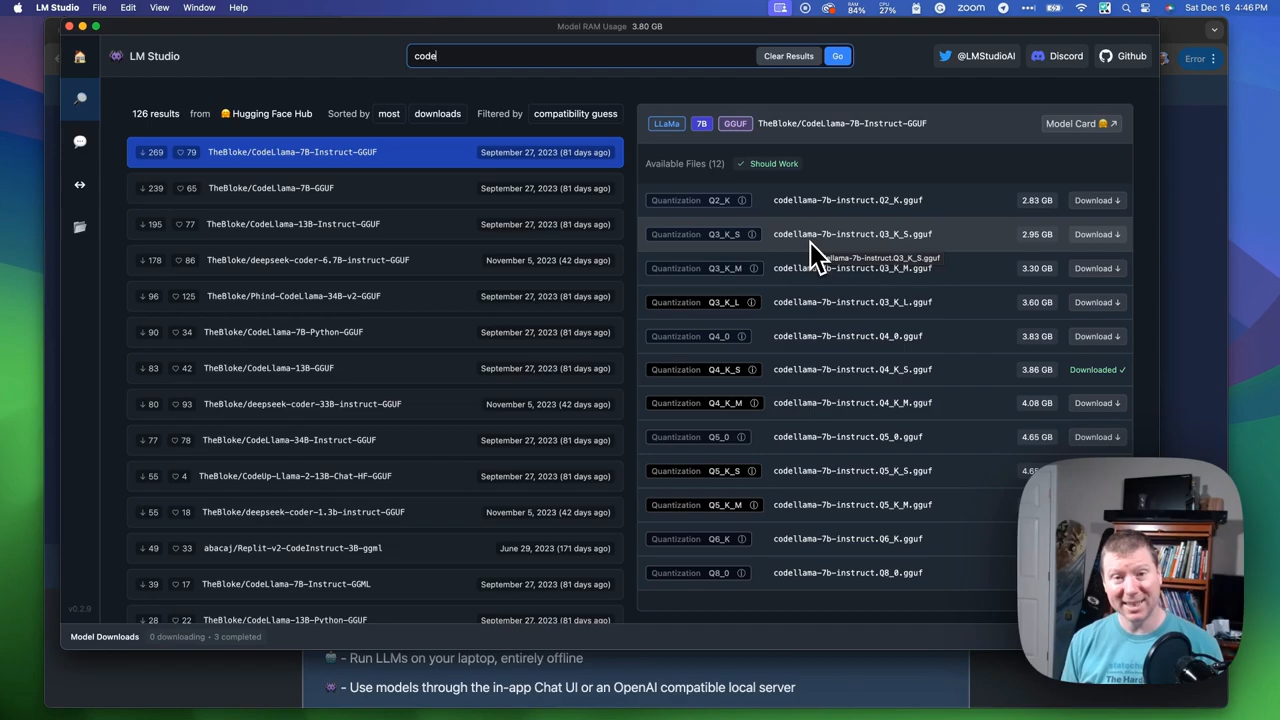 LM Studio File Edit View Window Help
RAM 84% CPU 27% zoom Sat Dec 16 4:46 PM
Model RAM Usage 3.80 GB
LM Studio
code
Clear Results Go
@LMStudioAI Discord Github
Error
126 results from Hugging Face Hub Sorted by most downloads Filtered by compatibility guess
269 79 TheBloke/CodeLlama-7B-Instruct-GGUF September 27, 2023 (81 days ago)
239 65 TheBloke/CodeLlama-7B-GGUF September 27, 2023 (81 days ago)
195 77 TheBloke/CodeLlama-13B-Instruct-GGUF September 27, 2023 (81 days ago)
178 86 TheBloke/deepseek-coder-6.7B-instruct-GGUF November 5, 2023 (42 days ago)
96 125 TheBloke/Phind-CodeLlama-34B-v2-GGUF September 27, 2023 (81 days ago)
90 34 TheBloke/CodeLlama-7B-Python-GGUF September 27, 2023 (81 days ago)
83 42 TheBloke/CodeLlama-13B-GGUF September 27, 2023 (81 days ago)
80 93 TheBloke/deepseek-coder-33B-instruct-GGUF November 5, 2023 (42 days ago)
77 78 TheBloke/CodeLlama-34B-Instruct-GGUF September 27, 2023 (81 days ago)
55 4 TheBloke/CodeUp-Llama-2-13B-Chat-HF-GGUF September 27, 2023 (81 days ago)
55 18 TheBloke/deepseek-coder-1.3b-instruct-GGUF November 5, 2023 (42 days ago)
49 33 abacaj/Replit-v2-CodeInstruct-3B-ggml June 29, 2023 (171 days ago)
39 17 TheBloke/CodeLlama-7B-Instruct-GGML September 27, 2023 (81 days ago)
28 22 TheBloke/CodeLlama-13B-Python-GGUF September 27, 2023 (81 days ago)
LLaMa 7B GGUF TheBloke/CodeLlama-7B-Instruct-GGUF Model Card
Available Files (12) Should Work
Quantization Q2_K codellama-7b-instruct.Q2_K.gguf 2.83 GB Download
Quantization Q3_K_S codellama-7b-instruct.Q3_K_S.gguf 2.95 GB Download
llama-7b-instruct.Q3_K_S.gguf
Quantization Q3_K_M codellama-7b-instruct.Q3_K_M.gguf 3.30 GB Download
Quantization Q3_K_L codellama-7b-instruct.Q3_K_L.gguf 3.60 GB Download
Quantization Q4_0 codellama-7b-instruct.Q4_0.gguf 3.83 GB Download
Quantization Q4_K_S codellama-7b-instruct.Q4_K_S.gguf 3.86 GB Downloaded
Quantization Q4_K_M codellama-7b-instruct.Q4_K_M.gguf 4.08 GB Download
Quantization Q5_0 codellama-7b-instruct.Q5_0.gguf 4.65 GB Download
Quantization Q5_K_S codellama-7b-instruct.Q5_K_S.gguf
Quantization Q5_K_M codellama-7b-instruct.Q5_K_M.gguf
Quantization Q6_K codellama-7b-instruct.Q6_K.gguf
Quantization Q8_0 codellama-7b-instruct.Q8_0.gguf
v0.2.9
Model Downloads 0 downloading • 3 completed
- Run LLMs on your laptop, entirely offline
- Use models through the in-app Chat UI or an OpenAI compatible local server
The Hard